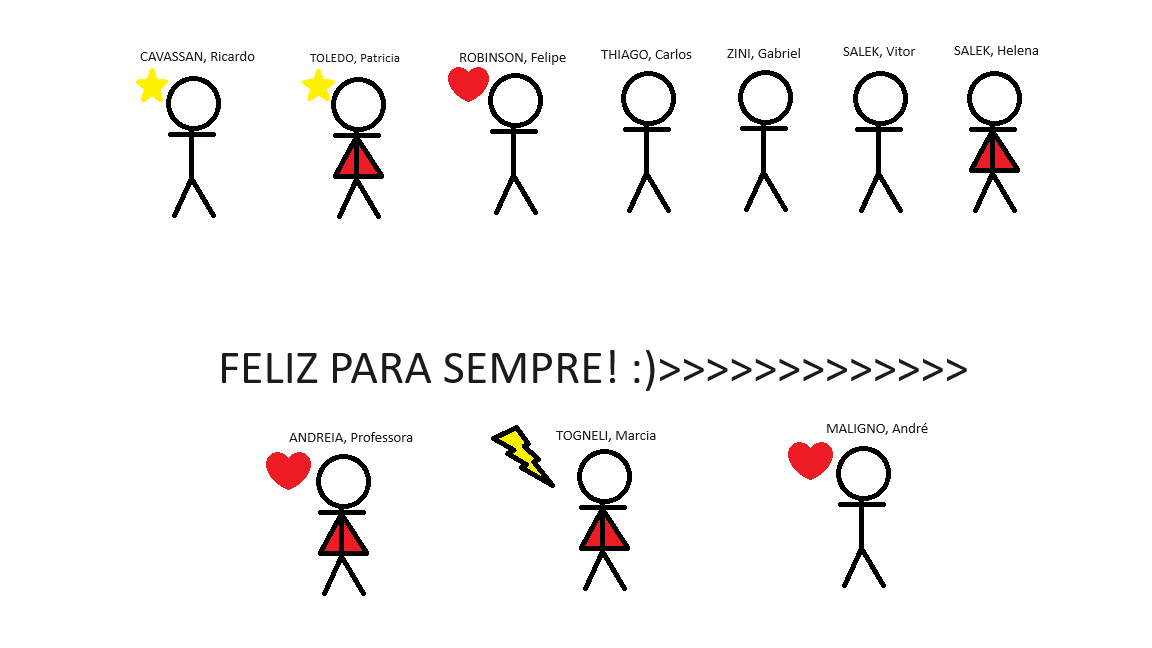 CAVASSAN, Ricardo
TOLEDO, Patricia
ROBINSON, Felipe
THIAGO, Carlos
ZINI, Gabriel
SALEK, Vitor
SALEK, Helena
FELIZ PARA SEMPRE! :)>>>>>>>>>>>>>
ANDREIA, Professora
TOGNELI, Marcia
MALIGNO, André